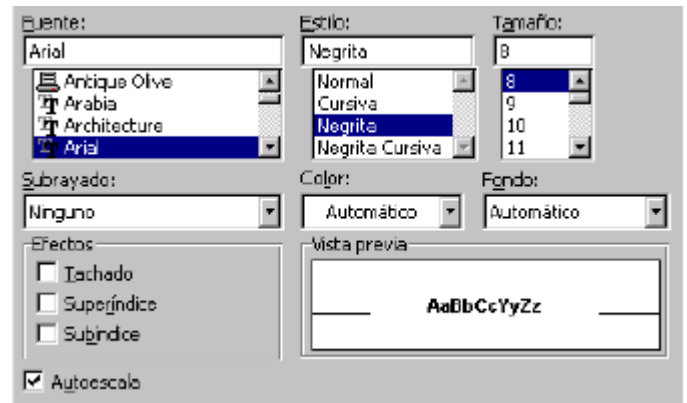 Fuente: Estilo: Tamaño:
Arial Negrita 8
Antique Olive Normal 8
Arabia Cursiva 9
Architecture Negrita 10
Arial Negrita Cursiva 11
Subrayado: Color: Fondo:
Ninguno Automático Automático
Efectos Vista previa
Tachado
Superíndice AaBbCcYyZz
Subíndice
Autoescala